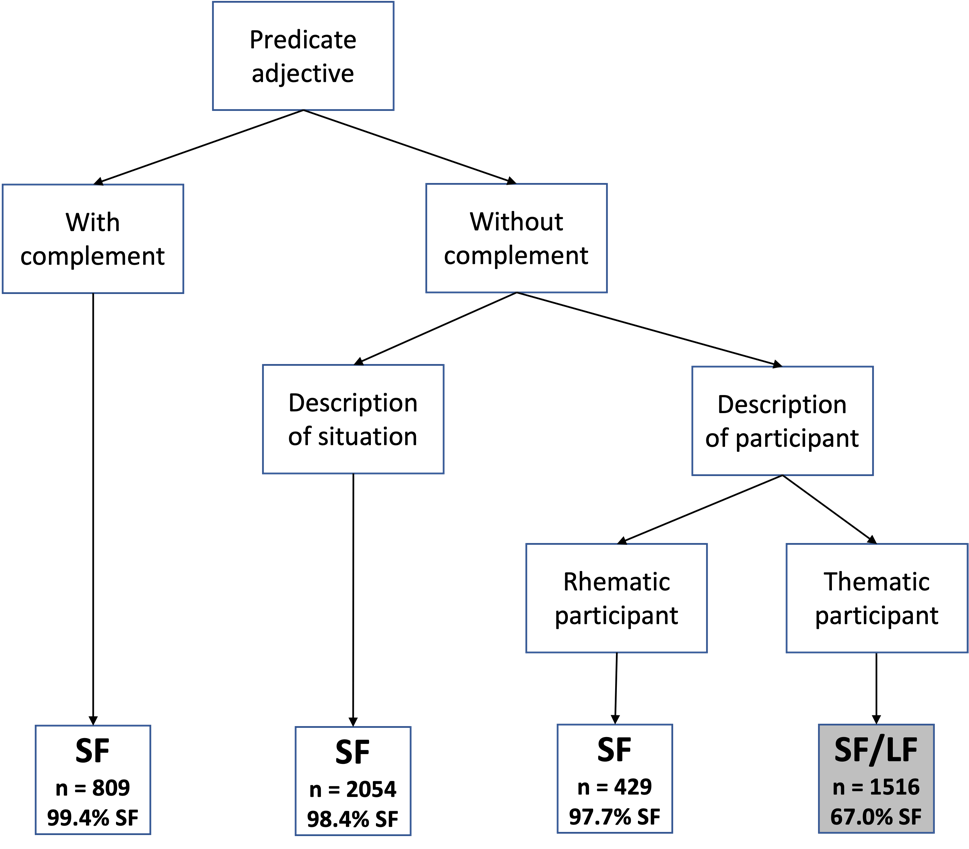 Predicate
adjective
With
complement
Without
complement
Description
of situation
Description
of participant
Rhematic
participant
Thematic
participant
SF
n = 809
99.4% SF
SF
n = 2054
98.4% SF
SF
n = 429
97.7% SF
SF/LF
n = 1516
67.0% SF